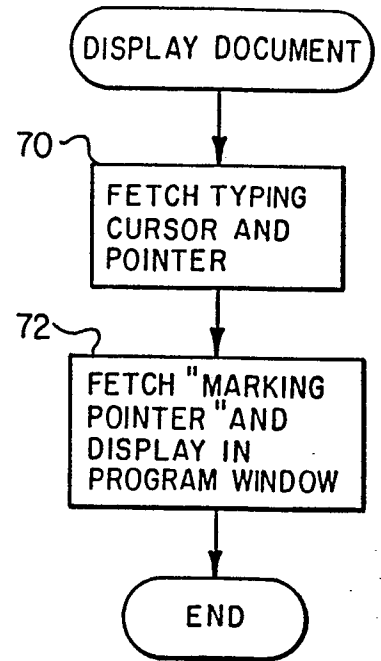 DISPLAY DOCUMENT
70
FETCH TYPING
CURSOR AND
POINTER
72
FETCH "MARKING
POINTER" AND
DISPLAY IN
PROGRAM WINDOW
END